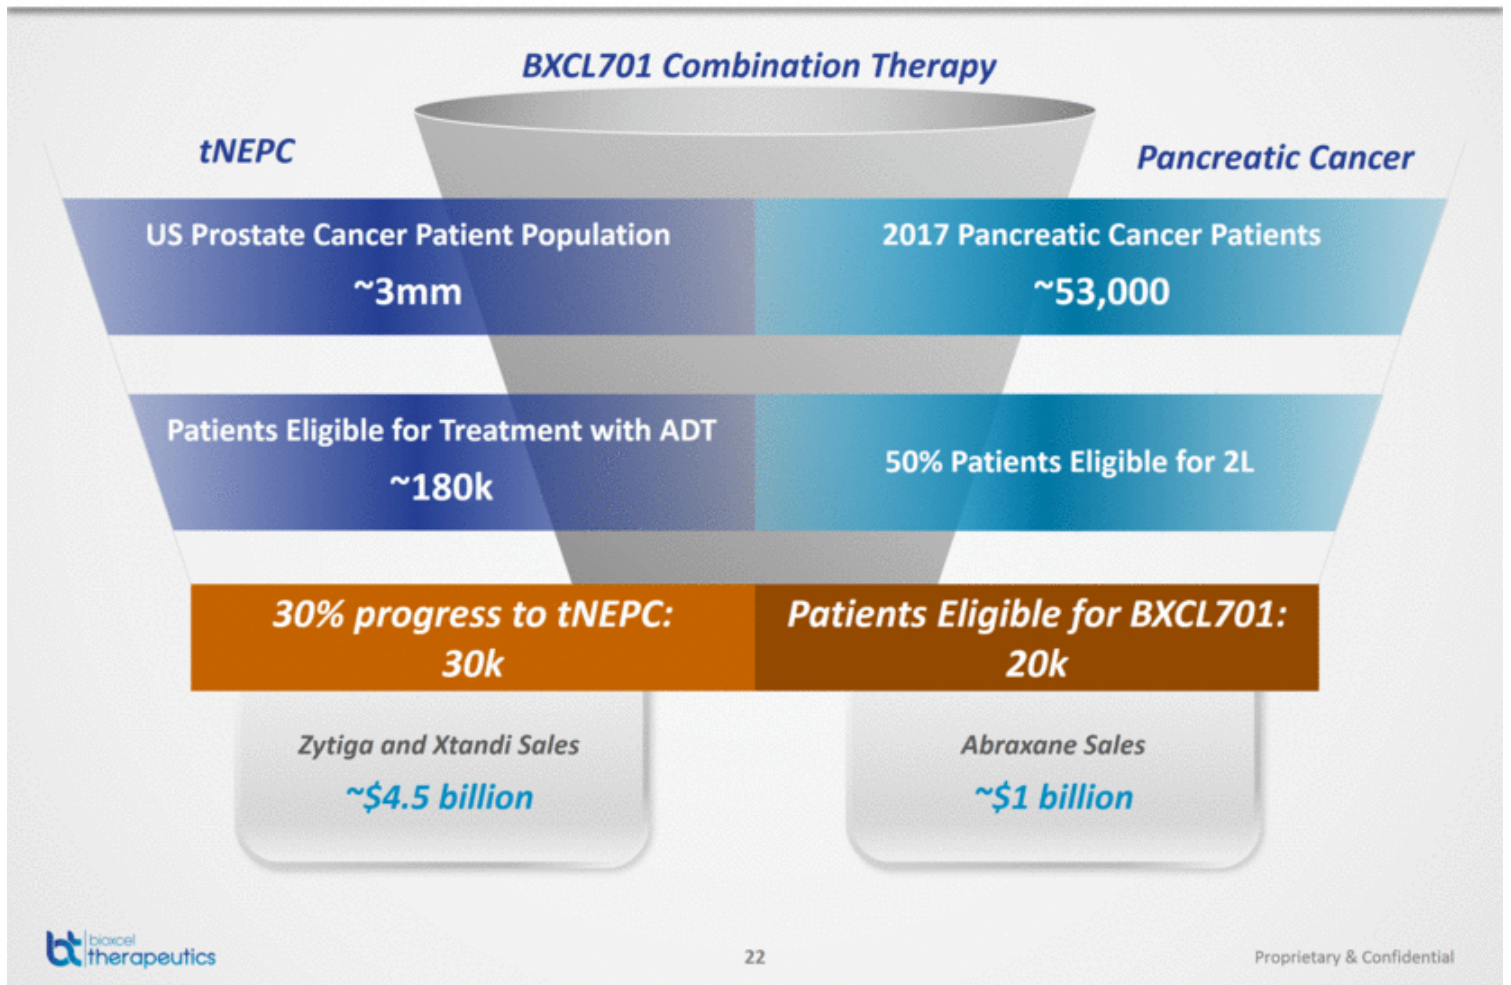 BXCL701 Combination Therapy
tNEPC
Pancreatic Cancer
US Prostate Cancer Patient Population
~3mm
2017 Pancreatic Cancer Patients
~53,000
Patients Eligible for Treatment with ADT
~180k
50% Patients Eligible for 2L
30% progress to tNEPC:
30k
Patients Eligible for BXCL701:
20k
Zytiga and Xtandi Sales
~$4.5 billion
Abraxane Sales
~$1 billion
bt
bioxcel
therapeutics
22
Proprietary & Confidential